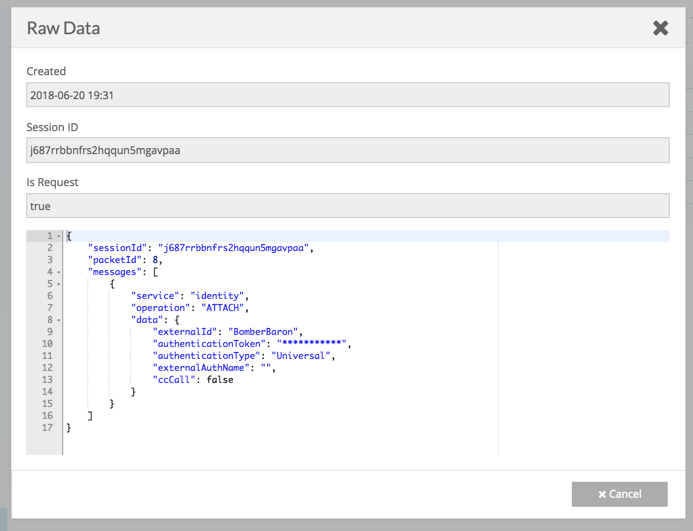 Raw Data
Created
2018-06-20 19:31
Session ID
j687rrbbnfrs2hqqun5mgavpaa
Is Request
true
1 {
2 "sessionId": "j687rrbbnfrs2hqqun5mgavpaa",
3 "packetId": 8,
4 "messages": [
5 {
6 "service": "identity",
7 "operation": "ATTACH",
8 "data": {
9 "externalId": "BomberBaron",
10 "authenticationToken": "***********",
11 "authenticationType": "Universal",
12 "externalAuthName": "",
13 "ccCall": false
14 }
15 }
16 ]
17 }
Cancel